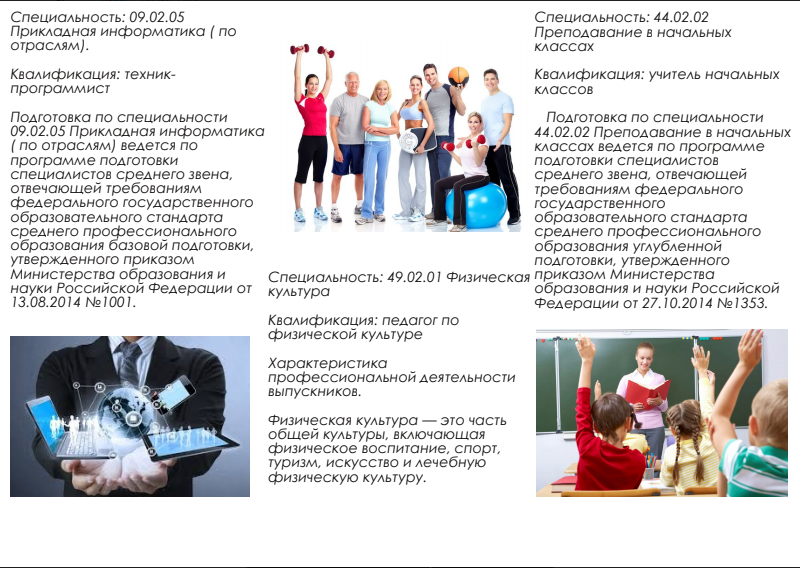 Специальность: 09.02.05
Прикладная информатика ( по
отраслям).
Квалификация: техник-
программист
Подготовка по специальности
09.02.05 Прикладная информатика
( по отраслям) ведется по
программе подготовки
специалистов среднего звена,
отвечающей требованиям
федерального государственного
образовательного стандарта
среднего профессионального
образования базовой подготовки,
утвержденного приказом
Министерства образования и
науки Российской Федерации от
13.08.2014 №1001.
Специальность: 49.02.01 Физическая
культура
Квалификация: педагог по
физической культуре
Характеристика
профессиональной деятельности
выпускников.
Физическая культура — это часть
общей культуры, включающая
физическое воспитание, спорт,
туризм, искусство и лечебную
физическую культуру.
Специальность: 44.02.02
Преподавание в начальных
классах
Квалификация: учитель начальных
классов
Подготовка по специальности
44.02.02 Преподавание в начальных
классах ведется по программе
подготовки специалистов
среднего звена, отвечающей
требованиям федерального
государственного
образовательного стандарта
среднего профессионального
образования углубленной
подготовки, утвержденного
приказом Министерства
образования и науки Российской
Федерации от 27.10.2014 №1353.